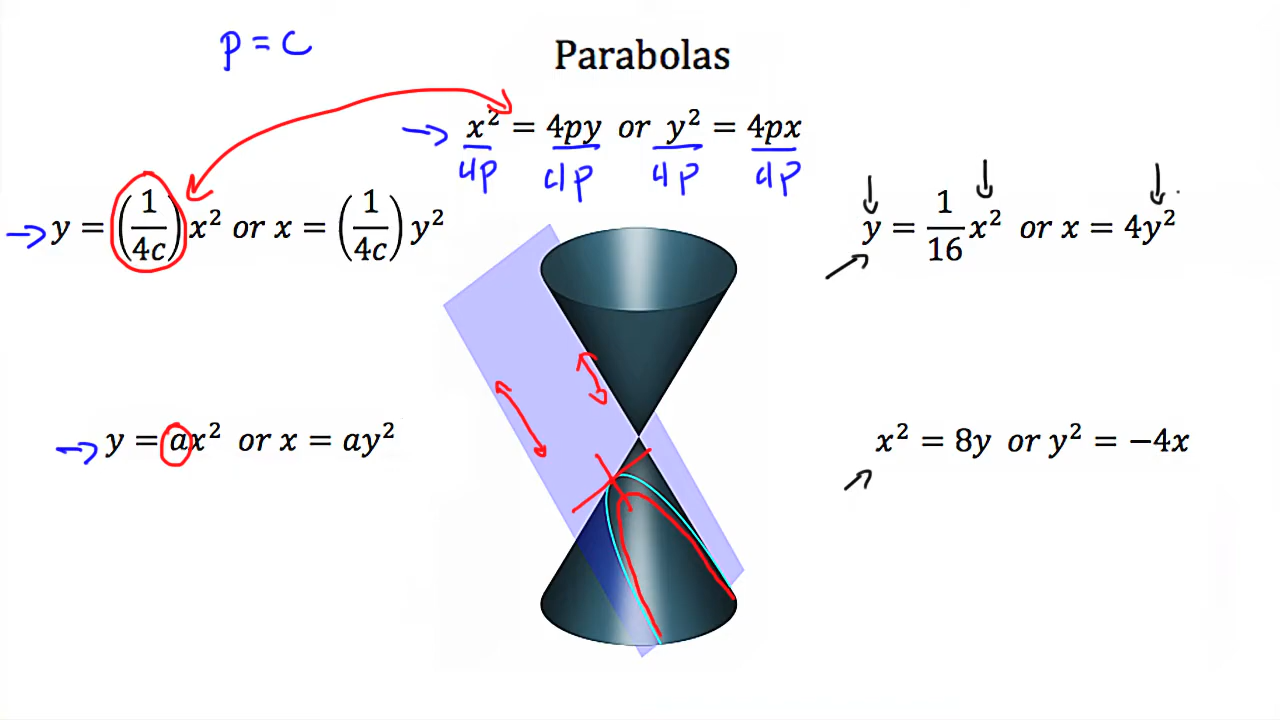 p = c
Parabolas
x² = 4py or y² = 4px
4p 4p 4p 4p
y = (1/4c)x² or x = (1/4c)y²
y = 1/16 x² or x = 4y²
y = ax² or x = ay²
x² = 8y or y² = −4x